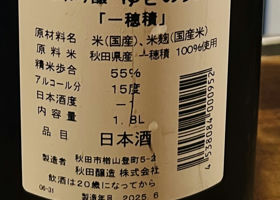 「一穂積」
原材料名 米(国産)、米麹(国産米)
原料米 秋田県産 一穂積 100%使用
精米歩合 55%
アルコール分 15度
日本酒度 -1
内容量 1.8L
品目 日本酒
製造者 秋田市楢山登町5-2
秋田醸造 株式会社
飲酒は20歳になってから
06-31 製造年月 2025.6
4538084000952